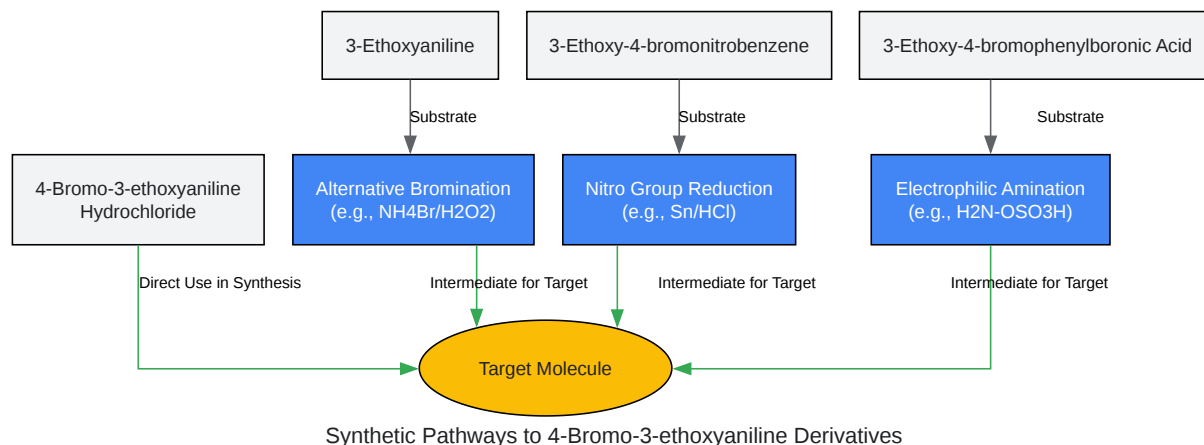 3-Ethoxyaniline
3-Ethoxy-4-bromonitrobenzene
3-Ethoxy-4-bromophenylboronic Acid
Substrate
Substrate
Substrate
4-Bromo-3-ethoxyaniline
Hydrochloride
Alternative Bromination
(e.g., NH4Br/H2O2)
Nitro Group Reduction
(e.g., Sn/HCl)
Electrophilic Amination
(e.g., H2N-OSO3H)
Direct Use in Synthesis
Intermediate for Target
Intermediate for Target
Intermediate for Target
Target Molecule
Synthetic Pathways to 4-Bromo-3-ethoxyaniline Derivatives